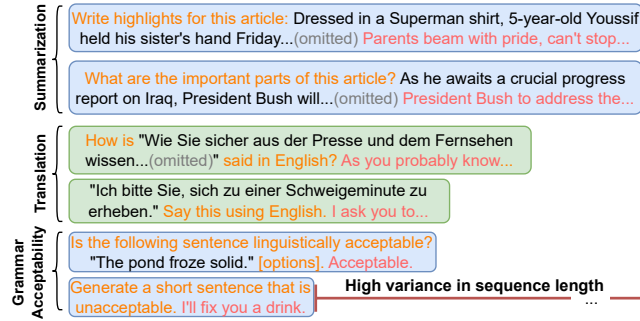 Summarization
Write highlights for this article: Dressed in a Superman shirt, 5-year-old Youssif
held his sister's hand Friday...(omitted) Parents beam with pride, can't stop...
What are the important parts of this article? As he awaits a crucial progress
report on Iraq, President Bush will...(omitted) President Bush to address the...
Translation
How is "Wie Sie sicher aus der Presse und dem Fernsehen
wissen...(omitted)" said in English? As you probably know...
"Ich bitte Sie, sich zu einer Schweigeminute zu
erheben." Say this using English. I ask you to...
Grammar
Acceptability
Is the following sentence linguistically acceptable?
"The pond froze solid." [options]. Acceptable.
Generate a short sentence that is
unacceptable. I'll fix you a drink.
High variance in sequence length
...